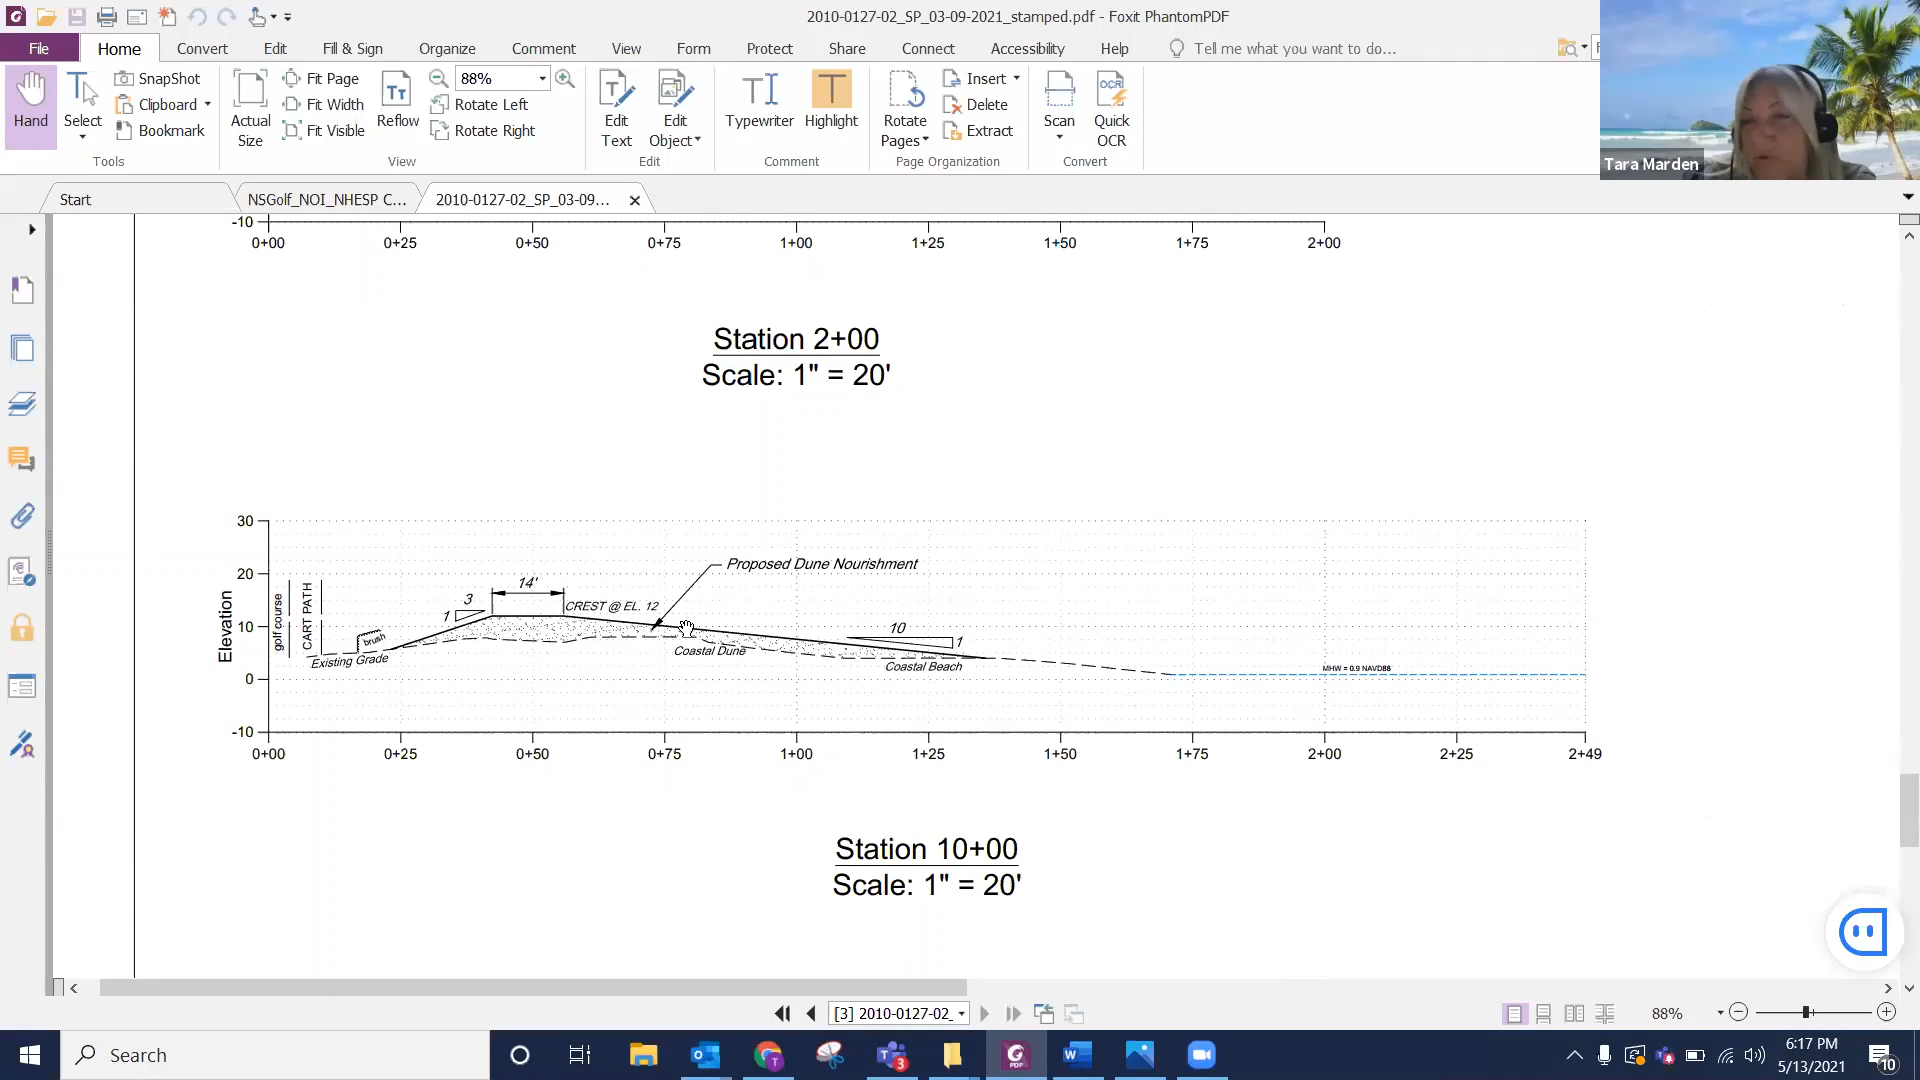 2010-0127-02_SP_03-09-2021_stamped.pdf - Foxit PhantomPDF
File Home Convert Edit Fill & Sign Organize Comment View Form Protect Share Connect Accessibility Help Tell me what you want to do...
Hand
Select
SnapShot
Clipboard
Bookmark
Tools
Actual Size
Fit Page
Fit Width
Fit Visible
Reflow
88%
Rotate Left
Rotate Right
View
Edit Text
Edit Object
Edit
Typewriter
Highlight
Comment
Rotate Pages
Insert
Delete
Extract
Page Organization
Scan
Quick OCR
Convert
Tara Marden
Start
NSGolf_NOI_NHESP C...
2010-0127-02_SP_03-09...
-10
0+00 0+25 0+50 0+75 1+00 1+25 1+50 1+75 2+00
Station 2+00
Scale: 1" = 20'
30
20
10
0
-10
Elevation
golf course
CART PATH
brush
Existing Grade
1
3
14'
CREST @ EL. 12
Proposed Dune Nourishment
Coastal Dune
10
1
Coastal Beach
MHW = 0.9 NAVD88
0+00 0+25 0+50 0+75 1+00 1+25 1+50 1+75 2+00 2+25 2+49
Station 10+00
Scale: 1" = 20'
[3] 2010-0127-02_
88%
Search
3
6:17 PM
5/13/2021
10